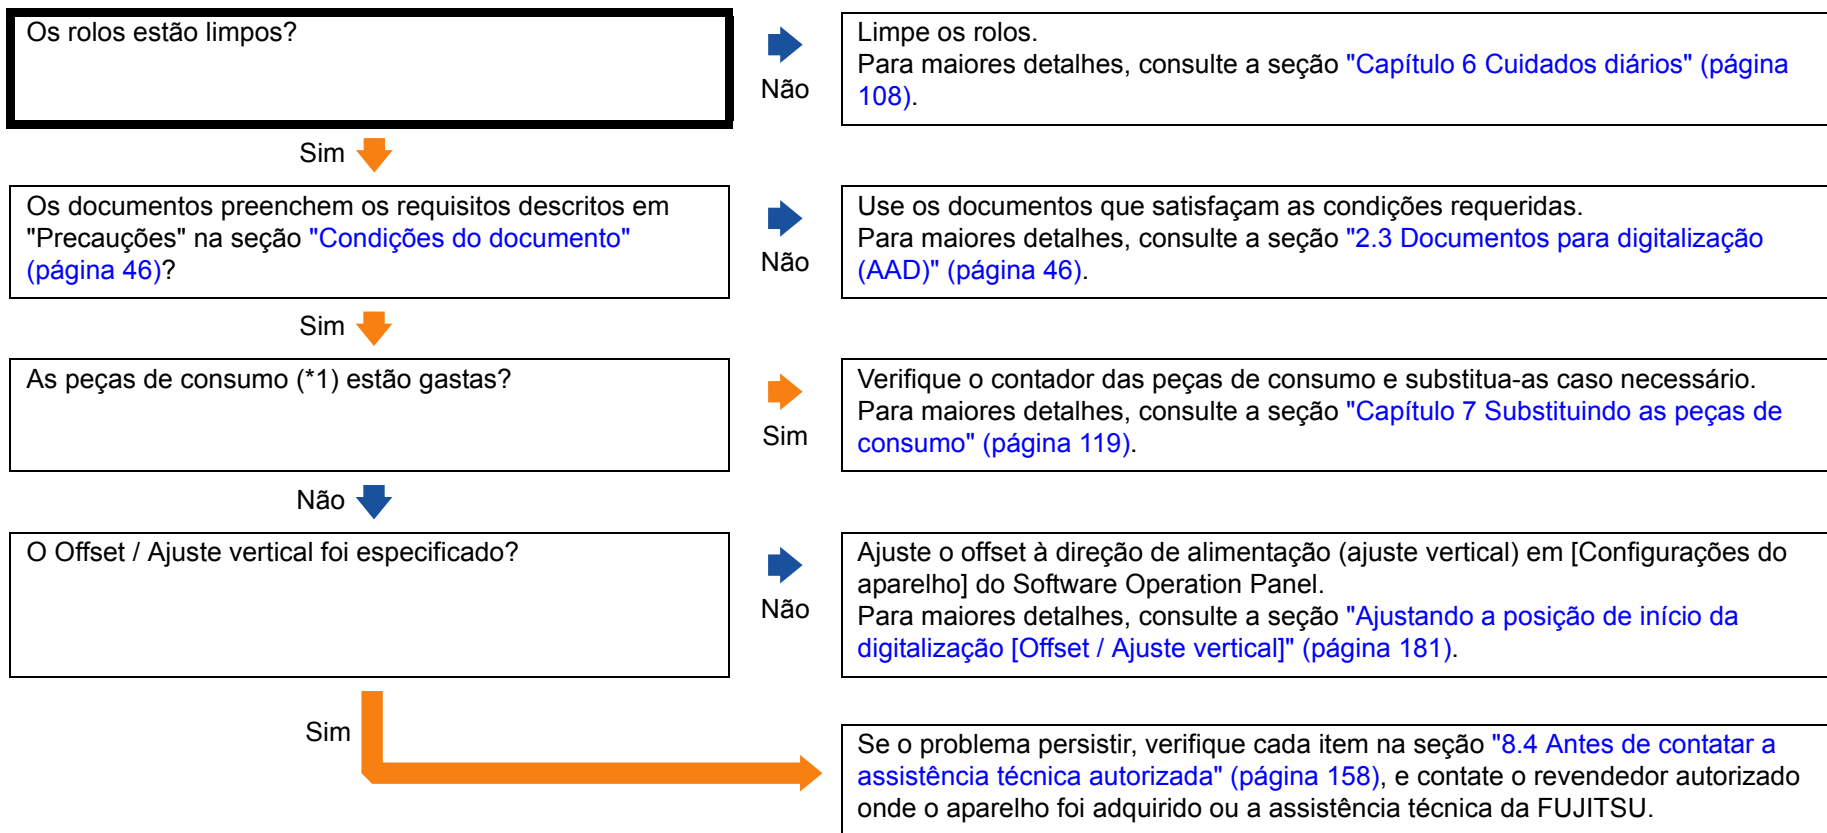 Os rolos estão limpos?
Não
Limpe os rolos.
Para maiores detalhes, consulte a seção "Capítulo 6 Cuidados diários" (página
108).
Sim
Os documentos preenchem os requisitos descritos em
"Precauções" na seção "Condições do documento"
(página 46)?
Não
Use os documentos que satisfaçam as condições requeridas.
Para maiores detalhes, consulte a seção "2.3 Documentos para digitalização
(AAD)" (página 46).
Sim
As peças de consumo (*1) estão gastas?
Sim
Verifique o contador das peças de consumo e substitua-as caso necessário.
Para maiores detalhes, consulte a seção "Capítulo 7 Substituindo as peças de
consumo" (página 119).
Não
O Offset / Ajuste vertical foi especificado?
Não
Ajuste o offset à direção de alimentação (ajuste vertical) em [Configurações do
aparelho] do Software Operation Panel.
Para maiores detalhes, consulte a seção "Ajustando a posição de início da
digitalização [Offset / Ajuste vertical]" (página 181).
Sim
Se o problema persistir, verifique cada item na seção "8.4 Antes de contatar a
assistência técnica autorizada" (página 158), e contate o revendedor autorizado
onde o aparelho foi adquirido ou a assistência técnica da FUJITSU.